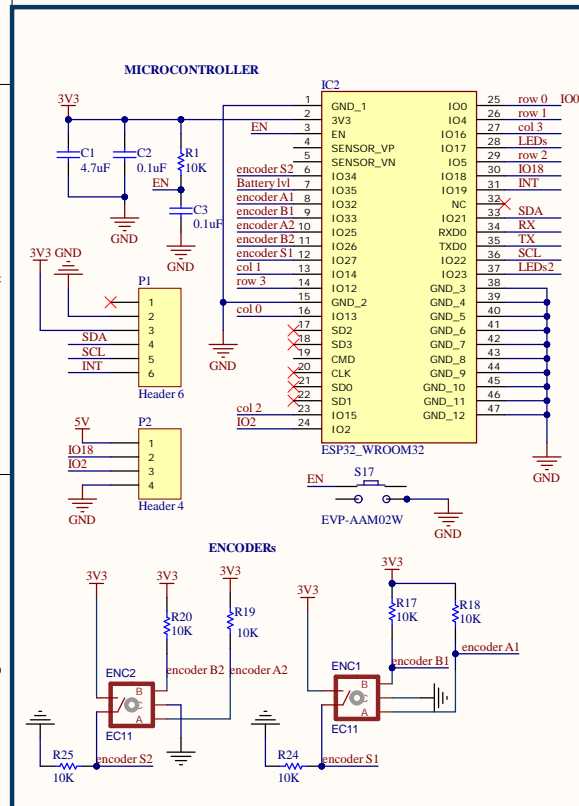 MICROCONTROLLER
3V3
C1
4.7uF
C2
0.1uF
R1
10K
EN
C3
0.1uF
GND
GND
IC2
EN
encoder S2
Battery lvl
encoder A1
encoder B1
encoder A2
encoder B2
encoder S1
col 1
row 3
col 0
col 2
IO2
GND
1 GND_1
2 3V3
3 EN
4 SENSOR_VP
5 SENSOR_VN
6 IO34
7 IO35
8 IO32
9 IO33
10 IO25
11 IO26
12 IO27
13 IO14
14 IO12
15 GND_2
16 IO13
17 SD2
18 SD3
19 CMD
20 CLK
21 SD0
22 SD1
23 IO15
24 IO2
IO0 25 row 0 IO0
IO4 26 row 1
IO16 27 col 3
IO17 28 LEDs
IO5 29 row 2
IO18 30 IO18
IO19 31 INT
NC 32
IO21 33 SDA
RXD0 34 RX
TXD0 35 TX
IO22 36 SCL
IO23 37 LEDs2
GND_3 38
GND_4 39
GND_5 40
GND_6 41
GND_7 42
GND_8 43
GND_9 44
GND_10 45
GND_11 46
GND_12 47
ESP32_WROOM32
GND
3V3 GND
P1
1
2
3
SDA 4
SCL 5
INT 6
Header 6
P2
5V
1
IO18 2
IO2 3
4
Header 4
GND
S17
EN
EVP-AAM02W
GND
ENCODERs
3V3
3V3
3V3
R20
10K
R19
10K
encoder B2
encoder A2
ENC2
B
C
A
EC11
R25
10K
encoder S2
3V3
3V3
R17
10K
R18
10K
encoder A1
encoder B1
ENC1
B
C
A
EC11
R24
10K
encoder S1